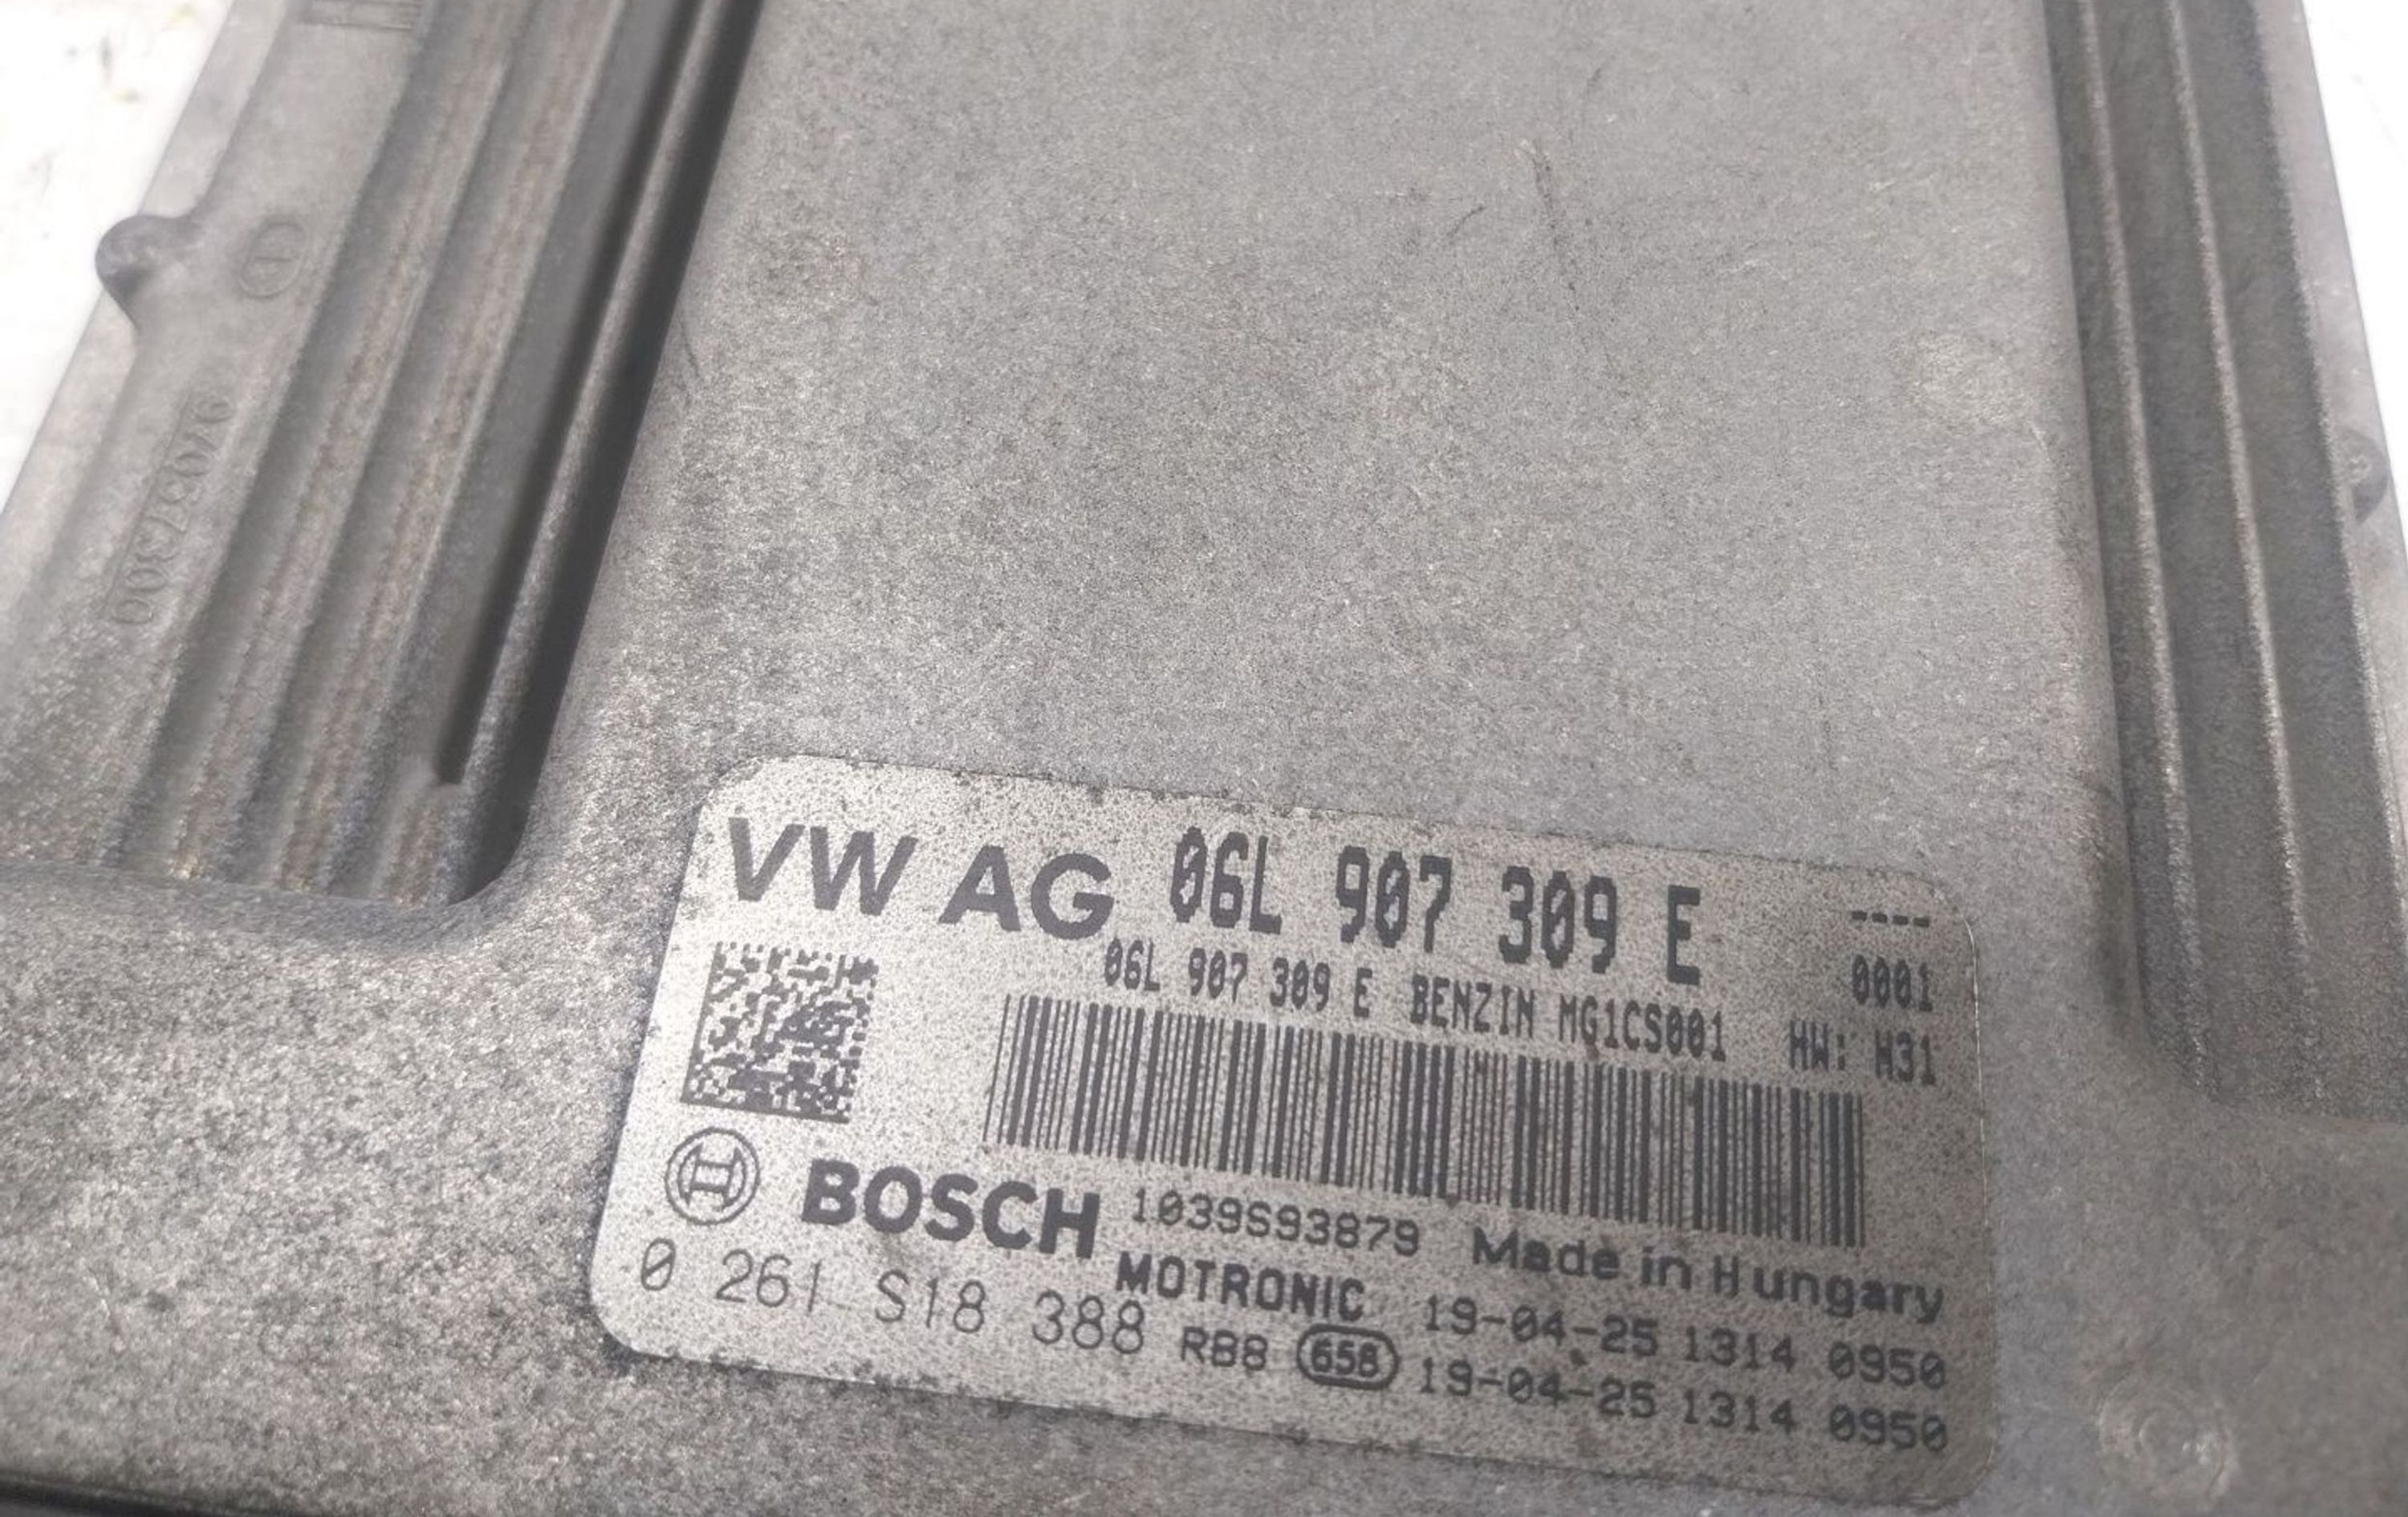 VW AG 06L 907 309 E ----
06L 907 309 E BENZIN MG1CS001 0001
HW: H31
BOSCH 1039S93879 Made in Hungary
0 261 S18 388 MOTRONIC 19-04-25 1314 0950
RB8 658 19-04-25 1314 0950